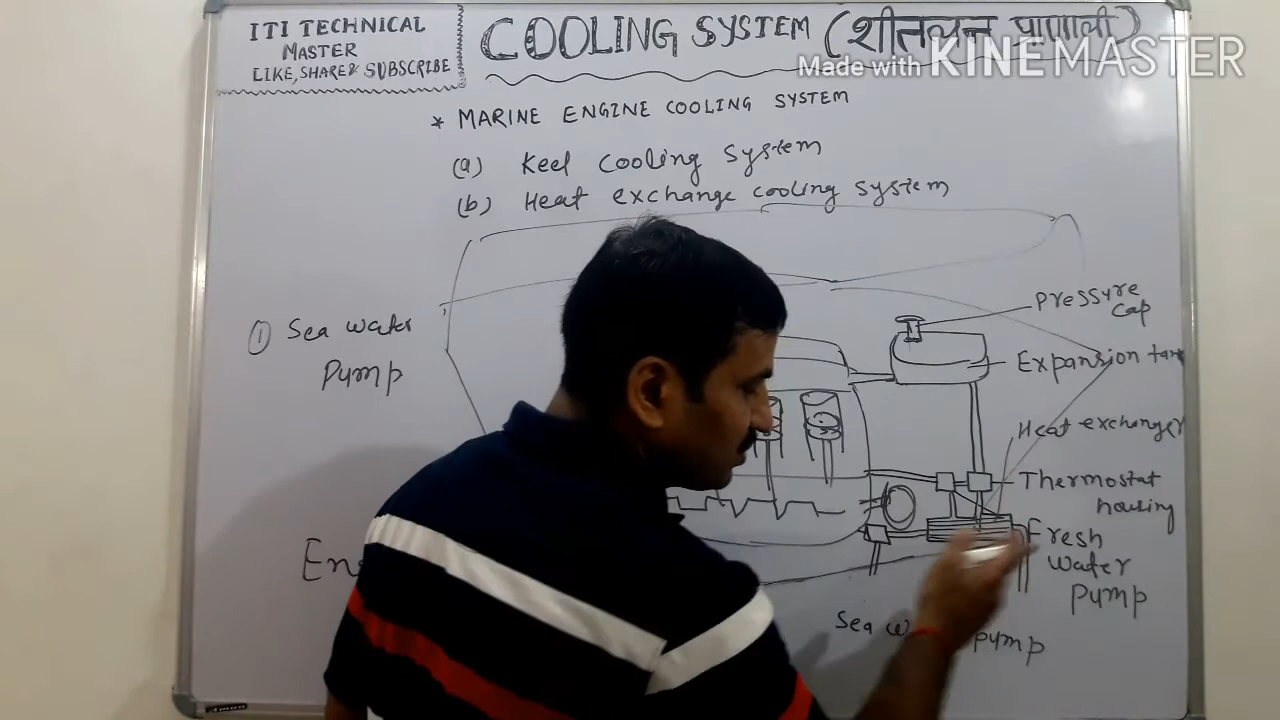 ITI TECHNICAL
MASTER
LIKE, SHARE & SUBSCRIBE
COOLING SYSTEM (शीतलन प्रणाली)
Made with KINEMASTER
* MARINE ENGINE COOLING SYSTEM
(a) Keel cooling system
(b) Heat exchange cooling system
① Sea water
Pump
Pressure
cap
Expansion tank
Heat exchanger
Thermostat
housing
Fresh
water
Pump
Sea
pump
aman